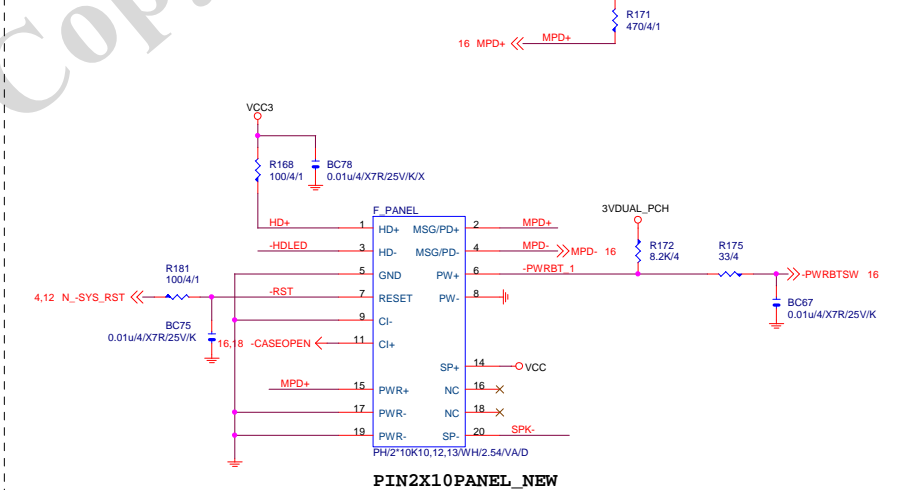 Cop
R171
470/4/1
16 MPD+ MPD+
VCC3
R168
100/4/1
BC78
0.01u/4/X7R/25V/K/X
F_PANEL
3VDUAL_PCH
HD+ 1 HD+ MSG/PD+ 2 MPD+
-HDLED 3 HD- MSG/PD- 4 MPD- MPD- 16
R172
8.2K/4
R175
33/4
5 GND PW+ 6 -PWRBT_1 -PWRBTSW 16
R181
100/4/1
4,12 N_-SYS_RST -RST 7 RESET PW- 8
BC67
0.01u/4/X7R/25V/K
9 CI-
BC75
0.01u/4/X7R/25V/K
16,18 -CASEOPEN 11 CI+
SP+ 14 VCC
MPD+ 15 PWR+ NC 16
17 PWR- NC 18
19 PWR- SP- 20 SPK-
PH/2*10K10,12,13/WH/2.54/VA/D
PIN2X10PANEL_NEW